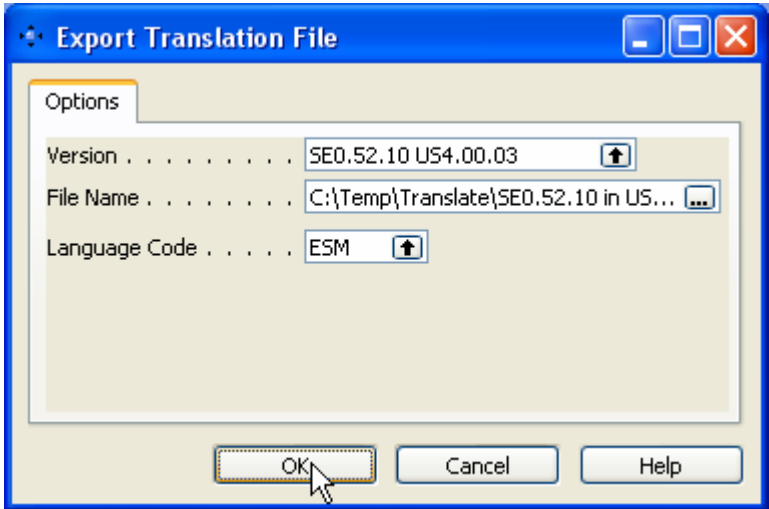 Export Translation File
Options
Version . . . . . . . . . SE0.52.10 US4.00.03
File Name . . . . . . . . C:\Temp\Translate\SE0.52.10 in US... ...
Language Code . . . . . ESM
OK Cancel Help